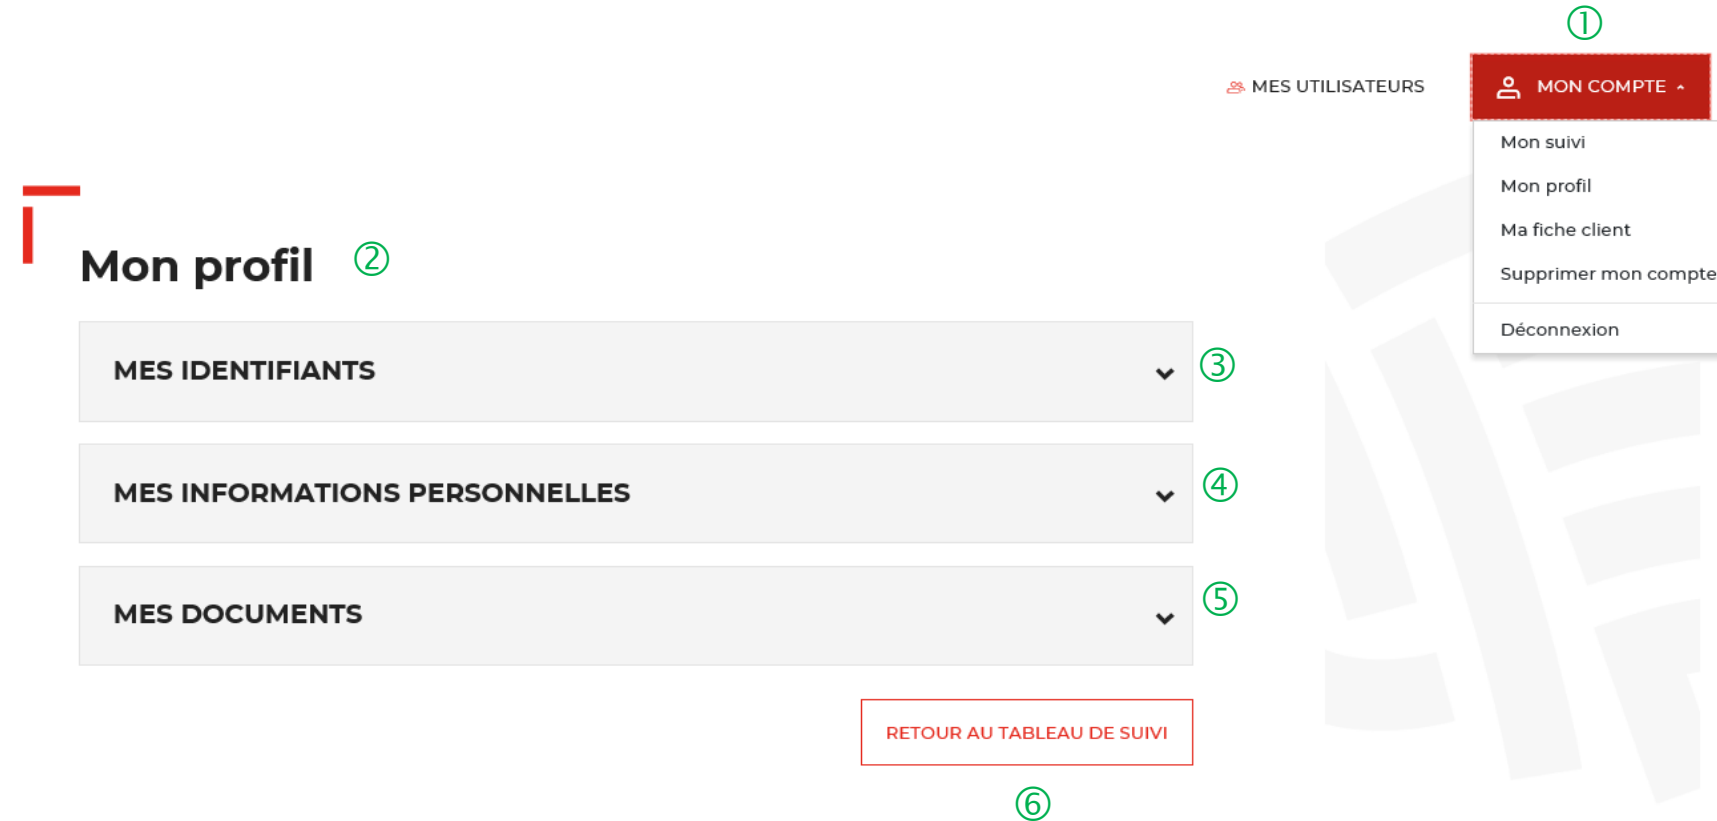 ①
MES UTILISATEURS
MON COMPTE
Mon suivi
Mon profil
Ma fiche client
Supprimer mon compte
Déconnexion
Mon profil ②
MES IDENTIFIANTS ③
MES INFORMATIONS PERSONNELLES ④
MES DOCUMENTS ⑤
RETOUR AU TABLEAU DE SUIVI
⑥